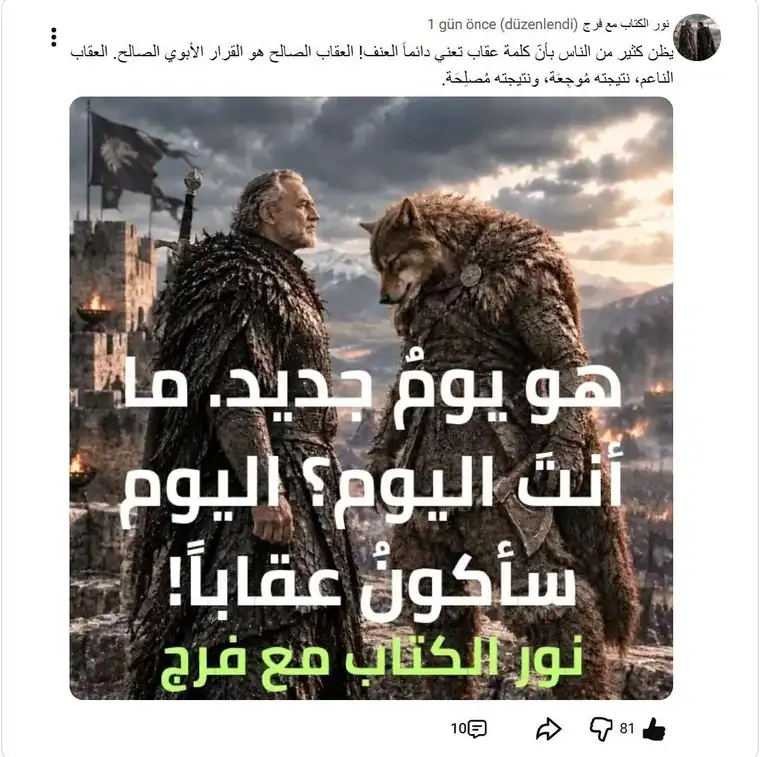 نور الكتاب مع فرج 1 gün önce (düzenlendi)
يظن كثير من الناس بأنّ كلمة عقاب تعني دائماً العنف! العقاب الصالح هو القرار الأبوي الصالح. العقاب
الناعم، نتيجته مُوجِعَة، ونتيجته مُصلِحَة.
هو يومُ جديد. ما
أنتَ اليوم؟ اليوم
سأكونُ عقاباً!
نور الكتاب مع فرج
81
10